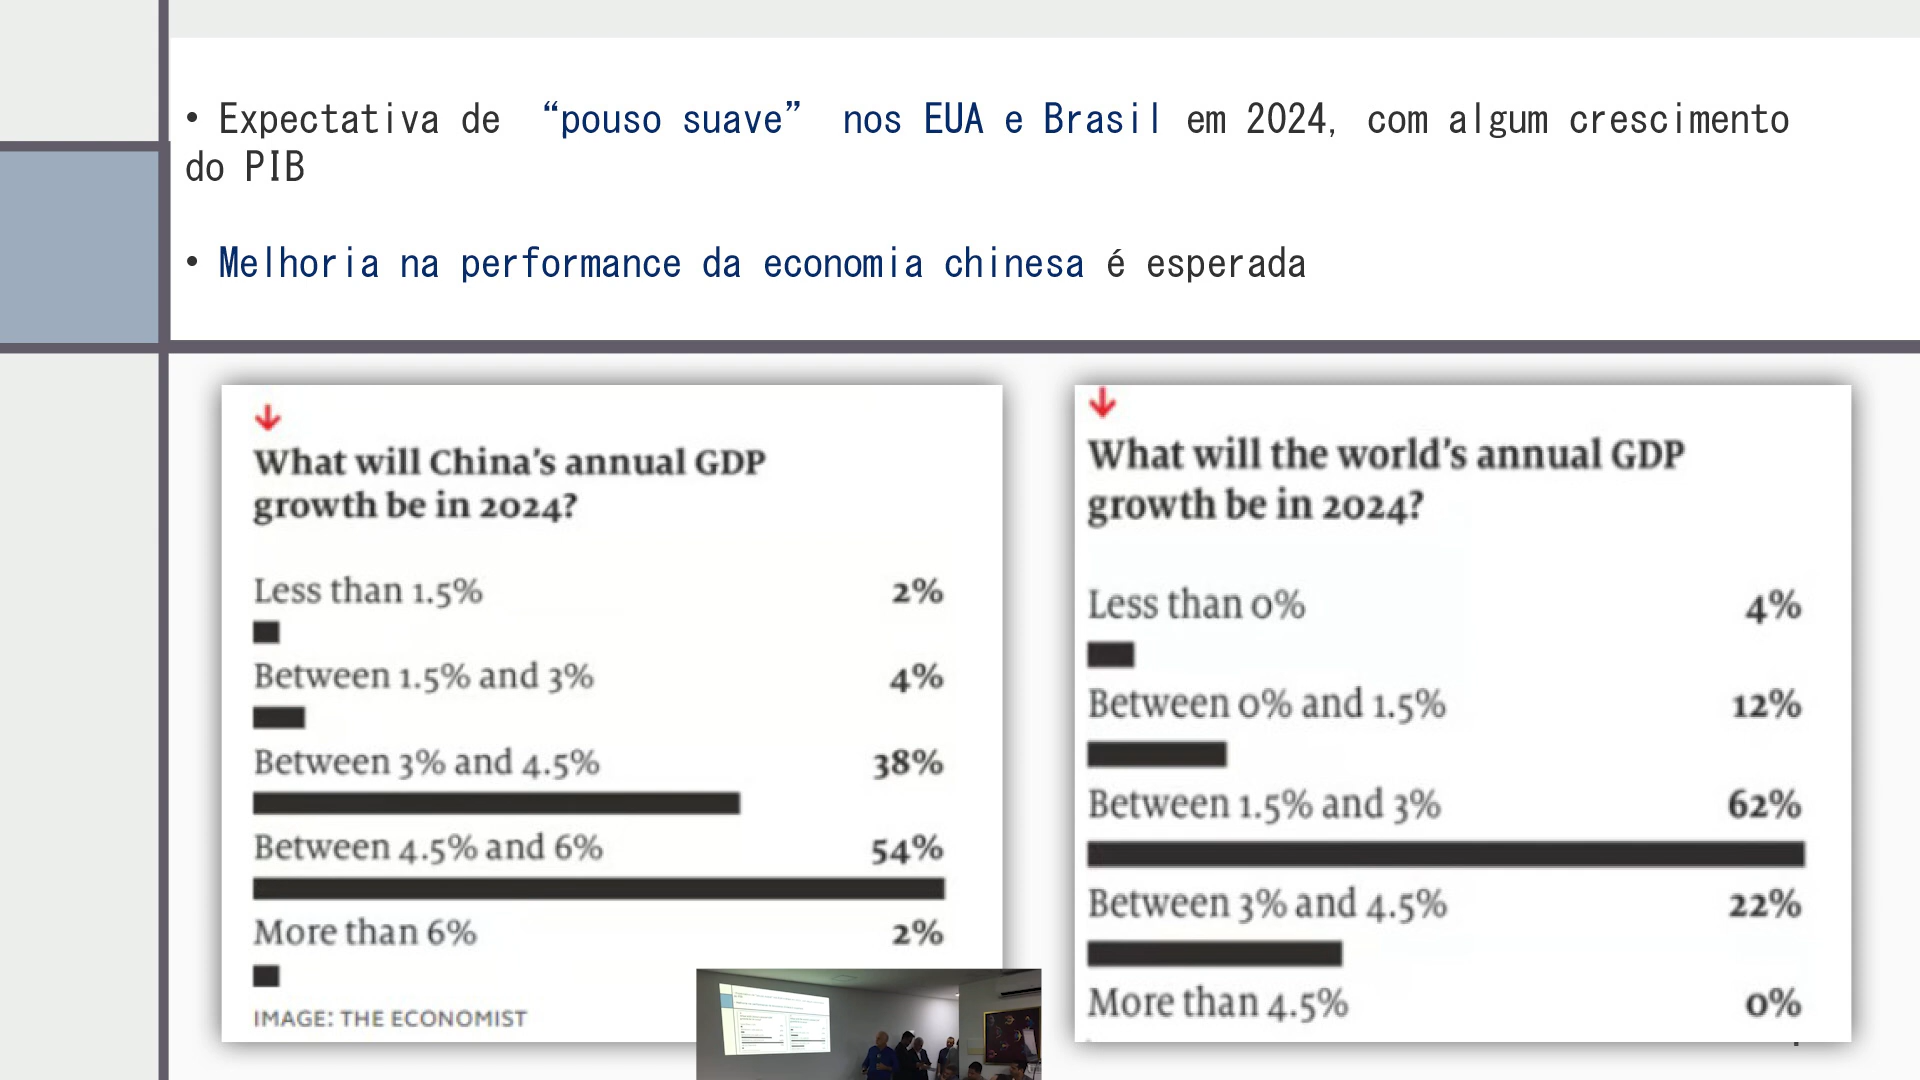 • Expectativa de “pouso suave” nos EUA e Brasil em 2024, com algum crescimento
do PIB
• Melhoria na performance da economia chinesa é esperada
What will China’s annual GDP
growth be in 2024?
Less than 1.5% 2%
Between 1.5% and 3% 4%
Between 3% and 4.5% 38%
Between 4.5% and 6% 54%
More than 6% 2%
IMAGE: THE ECONOMIST
What will the world’s annual GDP
growth be in 2024?
Less than 0% 4%
Between 0% and 1.5% 12%
Between 1.5% and 3% 62%
Between 3% and 4.5% 22%
More than 4.5% 0%